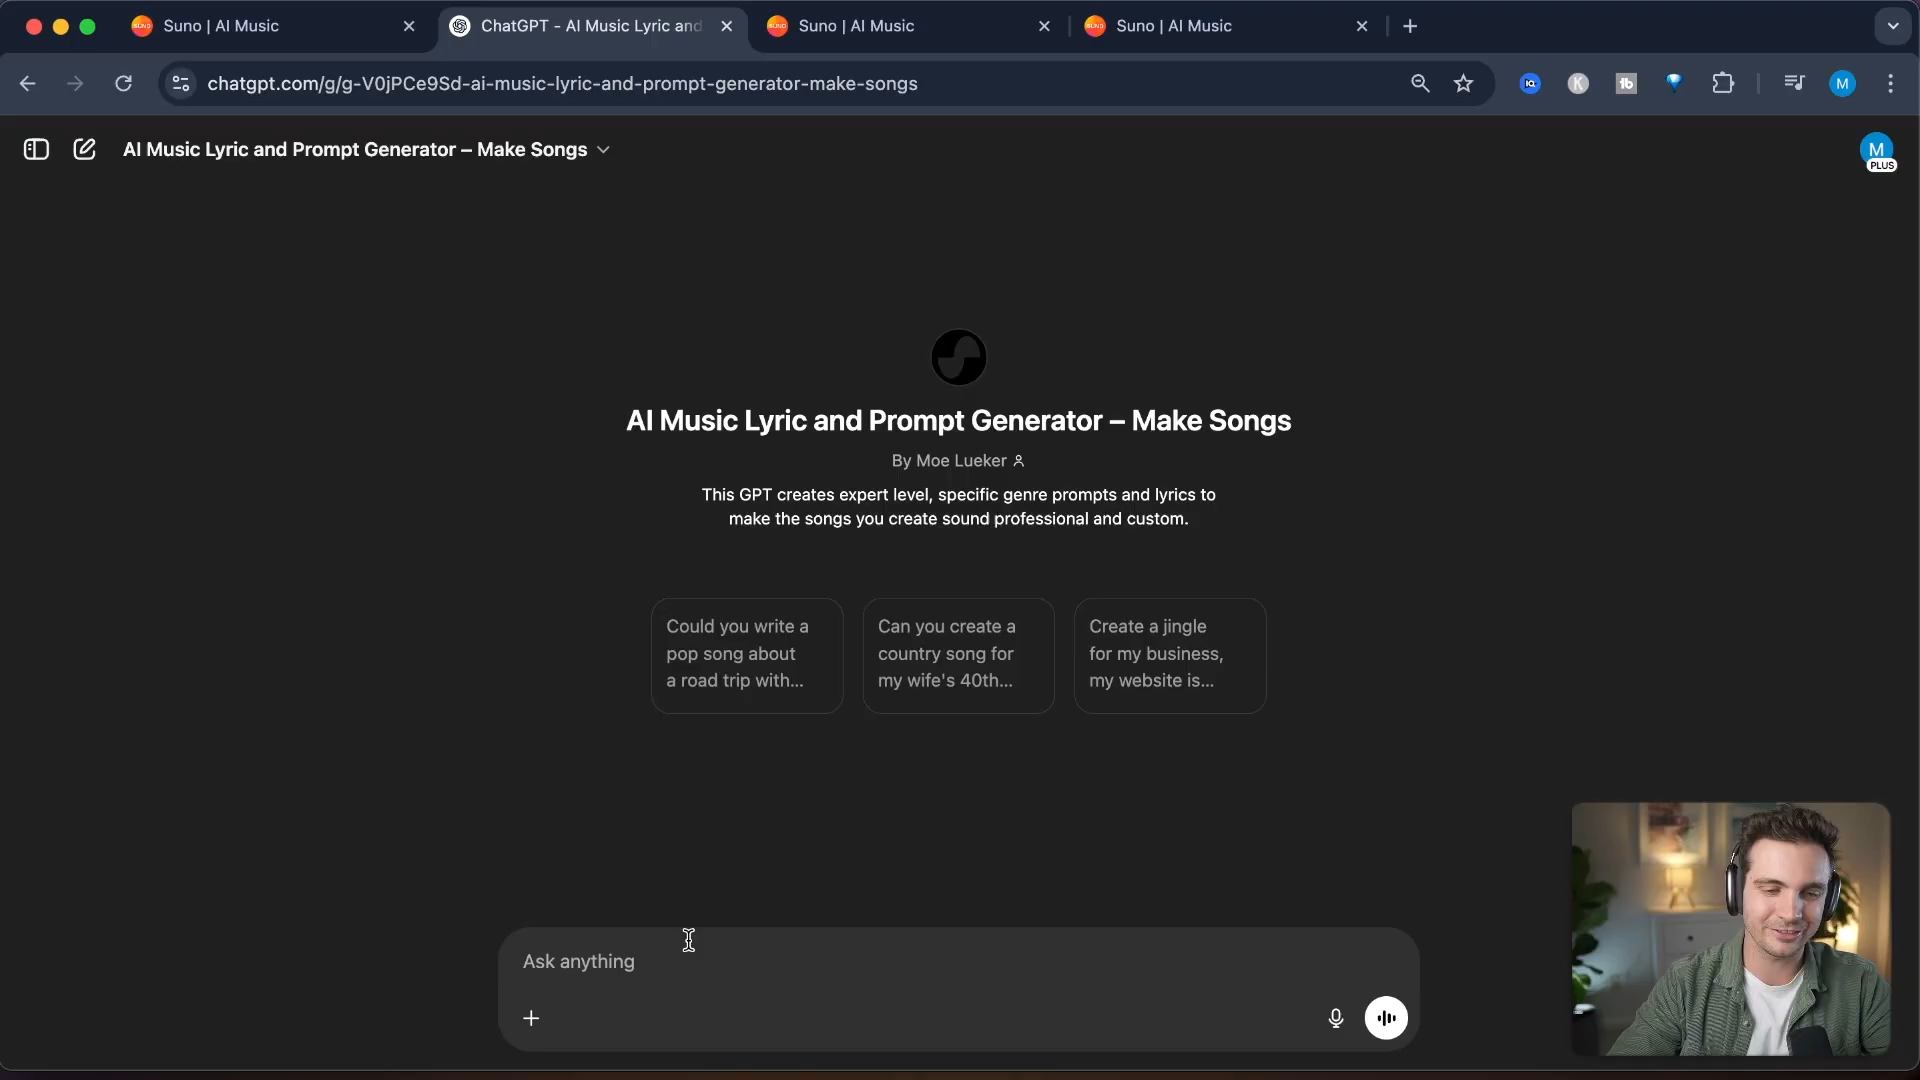 Suno | AI Music
ChatGPT - AI Music Lyric and
Suno | AI Music
Suno | AI Music
chatgpt.com/g/g-V0jPCe9Sd-ai-music-lyric-and-prompt-generator-make-songs
IQ
K
tb
M
AI Music Lyric and Prompt Generator – Make Songs
M
PLUS
AI Music Lyric and Prompt Generator – Make Songs
By Moe Lueker
This GPT creates expert level, specific genre prompts and lyrics to
make the songs you create sound professional and custom.
Could you write a
pop song about
a road trip with...
Can you create a
country song for
my wife's 40th...
Create a jingle
for my business,
my website is...
Ask anything